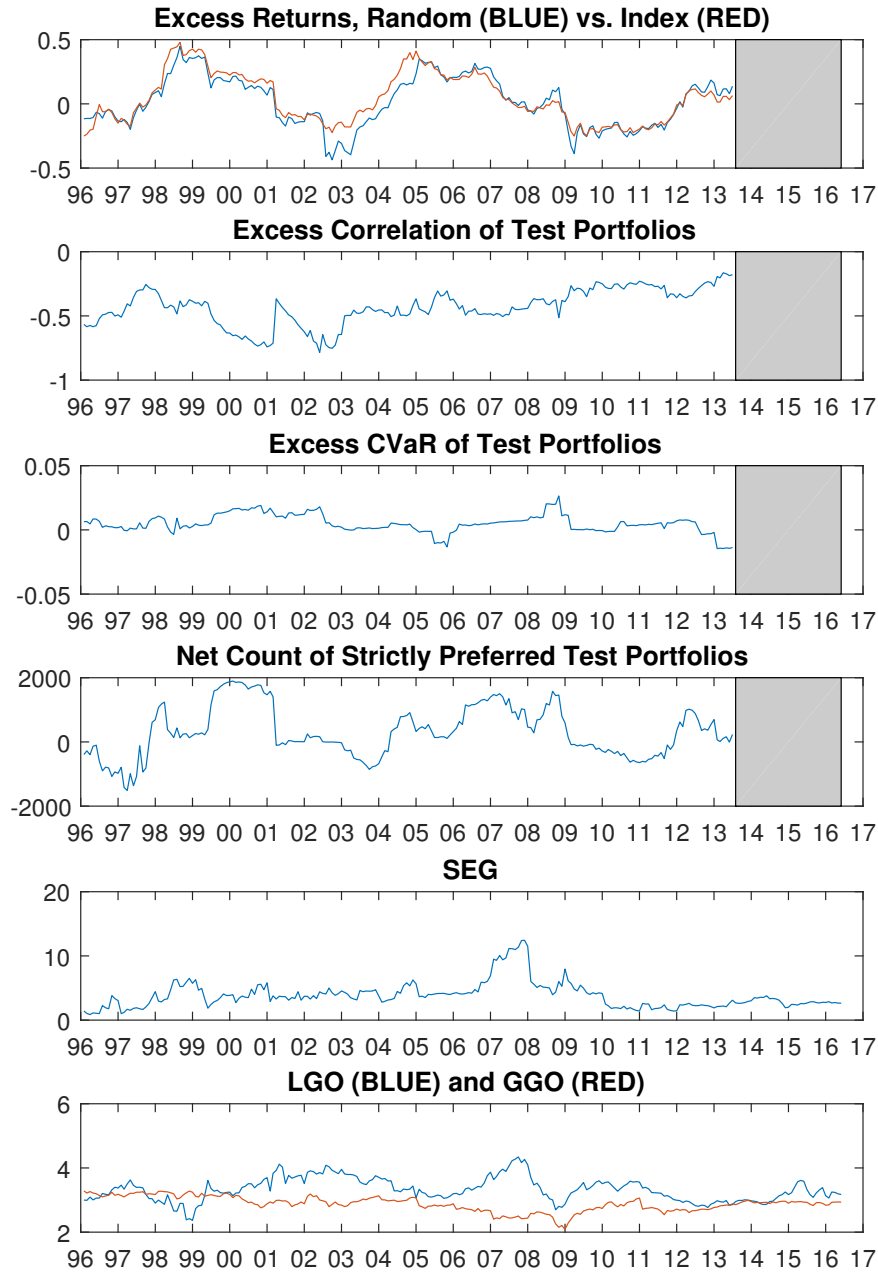 Excess Returns, Random (BLUE) vs. Index (RED)
0.5
0
-0.5
96 97 98 99 00 01 02 03 04 05 06 07 08 09 10 11 12 13 14 15 16 17
Excess Correlation of Test Portfolios
0
-0.5
-1
96 97 98 99 00 01 02 03 04 05 06 07 08 09 10 11 12 13 14 15 16 17
Excess CVaR of Test Portfolios
0.05
0
-0.05
96 97 98 99 00 01 02 03 04 05 06 07 08 09 10 11 12 13 14 15 16 17
Net Count of Strictly Preferred Test Portfolios
2000
0
-2000
96 97 98 99 00 01 02 03 04 05 06 07 08 09 10 11 12 13 14 15 16 17
SEG
20
10
0
96 97 98 99 00 01 02 03 04 05 06 07 08 09 10 11 12 13 14 15 16 17
LGO (BLUE) and GGO (RED)
6
4
2
96 97 98 99 00 01 02 03 04 05 06 07 08 09 10 11 12 13 14 15 16 17